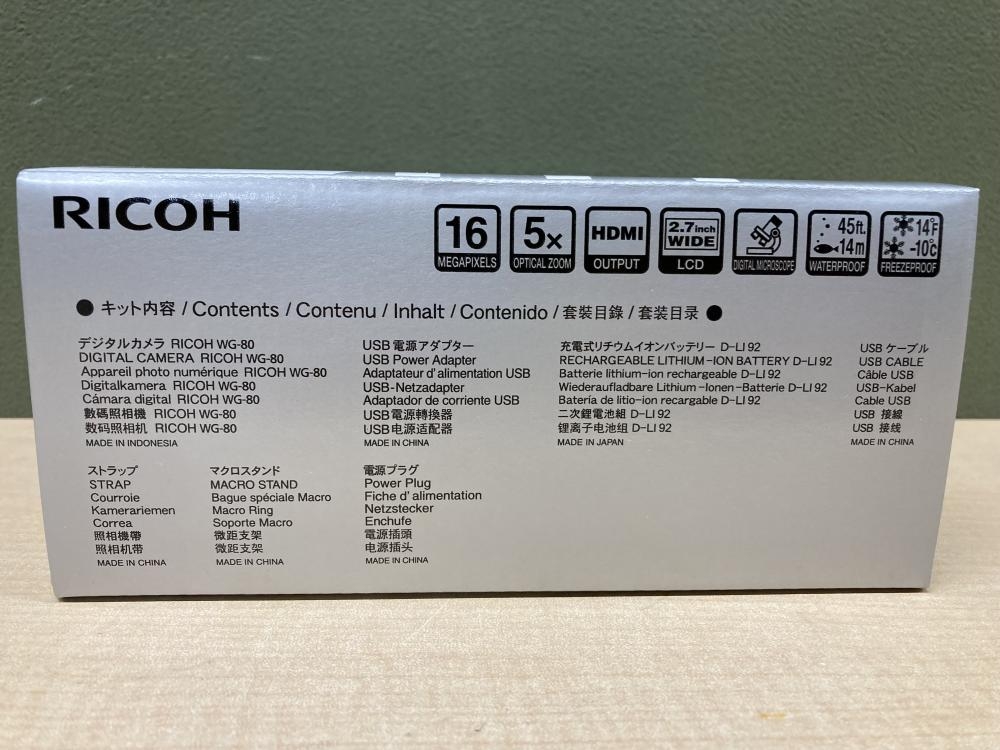 RICOH
16
MEGAPIXELS
5x
OPTICAL ZOOM
HDMI
OUTPUT
2.7inch
WIDE
LCD
DIGITAL MICROSCOPE
45ft.
14m
WATERPROOF
14°F
-10℃
FREEZEPROOF
● キット内容 / Contents / Contenu / Inhalt / Contenido / 套裝目錄 / 套装目录 ●
デジタルカメラ RICOH WG-80
DIGITAL CAMERA RICOH WG-80
Appareil photo numérique RICOH WG-80
Digitalkamera RICOH WG-80
Cámara digital RICOH WG-80
數碼照相機 RICOH WG-80
数码照相机 RICOH WG-80
MADE IN INDONESIA
USB電源アダプター
USB Power Adapter
Adaptateur d'alimentation USB
USB-Netzadapter
Adaptador de corriente USB
USB電源轉換器
USB电源适配器
MADE IN CHINA
充電式リチウムイオンバッテリー D-LI 92
RECHARGEABLE LITHIUM-ION BATTERY D-LI 92
Batterie lithium-ion rechargeable D-LI 92
Wiederaufladbare Lithium-Ionen-Batterie D-LI 92
Batería de litio-ion recargable D-LI 92
二次鋰電池組 D-LI 92
锂离子电池组 D-LI 92
MADE IN JAPAN
USB ケーブル
USB CABLE
Câble USB
USB-Kabel
Cable USB
USB 接線
USB 接线
MADE IN CHINA
ストラップ
STRAP
Courroie
Kamerariemen
Correa
照相機帶
照相机带
MADE IN CHINA
マクロスタンド
MACRO STAND
Bague spéciale Macro
Macro Ring
Soporte Macro
微距支架
微距支架
MADE IN CHINA
電源プラグ
Power Plug
Fiche d'alimentation
Netzstecker
Enchufe
電源插頭
电源插头
MADE IN CHINA